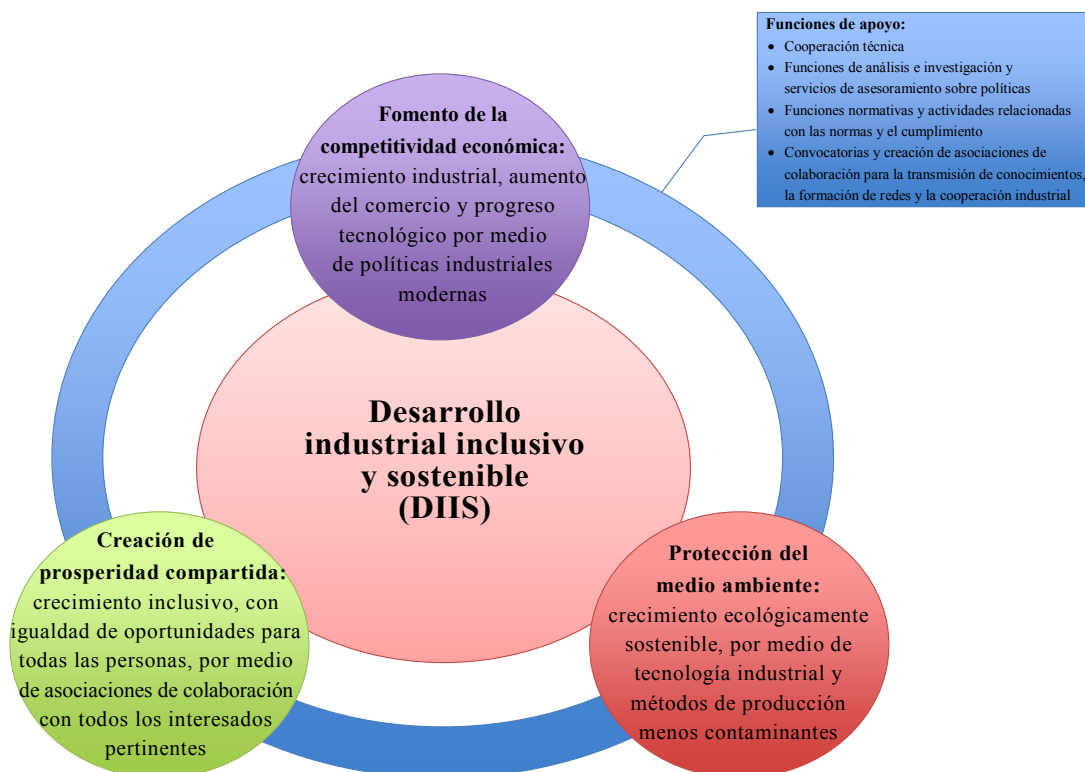 Funciones de apoyo:
• Cooperación técnica
• Funciones de análisis e investigación y
servicios de asesoramiento sobre políticas
• Funciones normativas y actividades relacionadas
con las normas y el cumplimiento
• Convocatorias y creación de asociaciones de
colaboración para la transmisión de conocimientos,
la formación de redes y la cooperación industrial
Fomento de la
competitividad económica:
crecimiento industrial, aumento
del comercio y progreso
tecnológico por medio
de políticas industriales
modernas
Desarrollo
industrial inclusivo
y sostenible
(DIIS)
Creación de
prosperidad compartida:
crecimiento inclusivo, con
igualdad de oportunidades para
todas las personas, por medio
de asociaciones de colaboración
con todos los interesados
pertinentes
Protección del
medio ambiente:
crecimiento ecológicamente
sostenible, por medio de
tecnología industrial y
métodos de producción
menos contaminantes